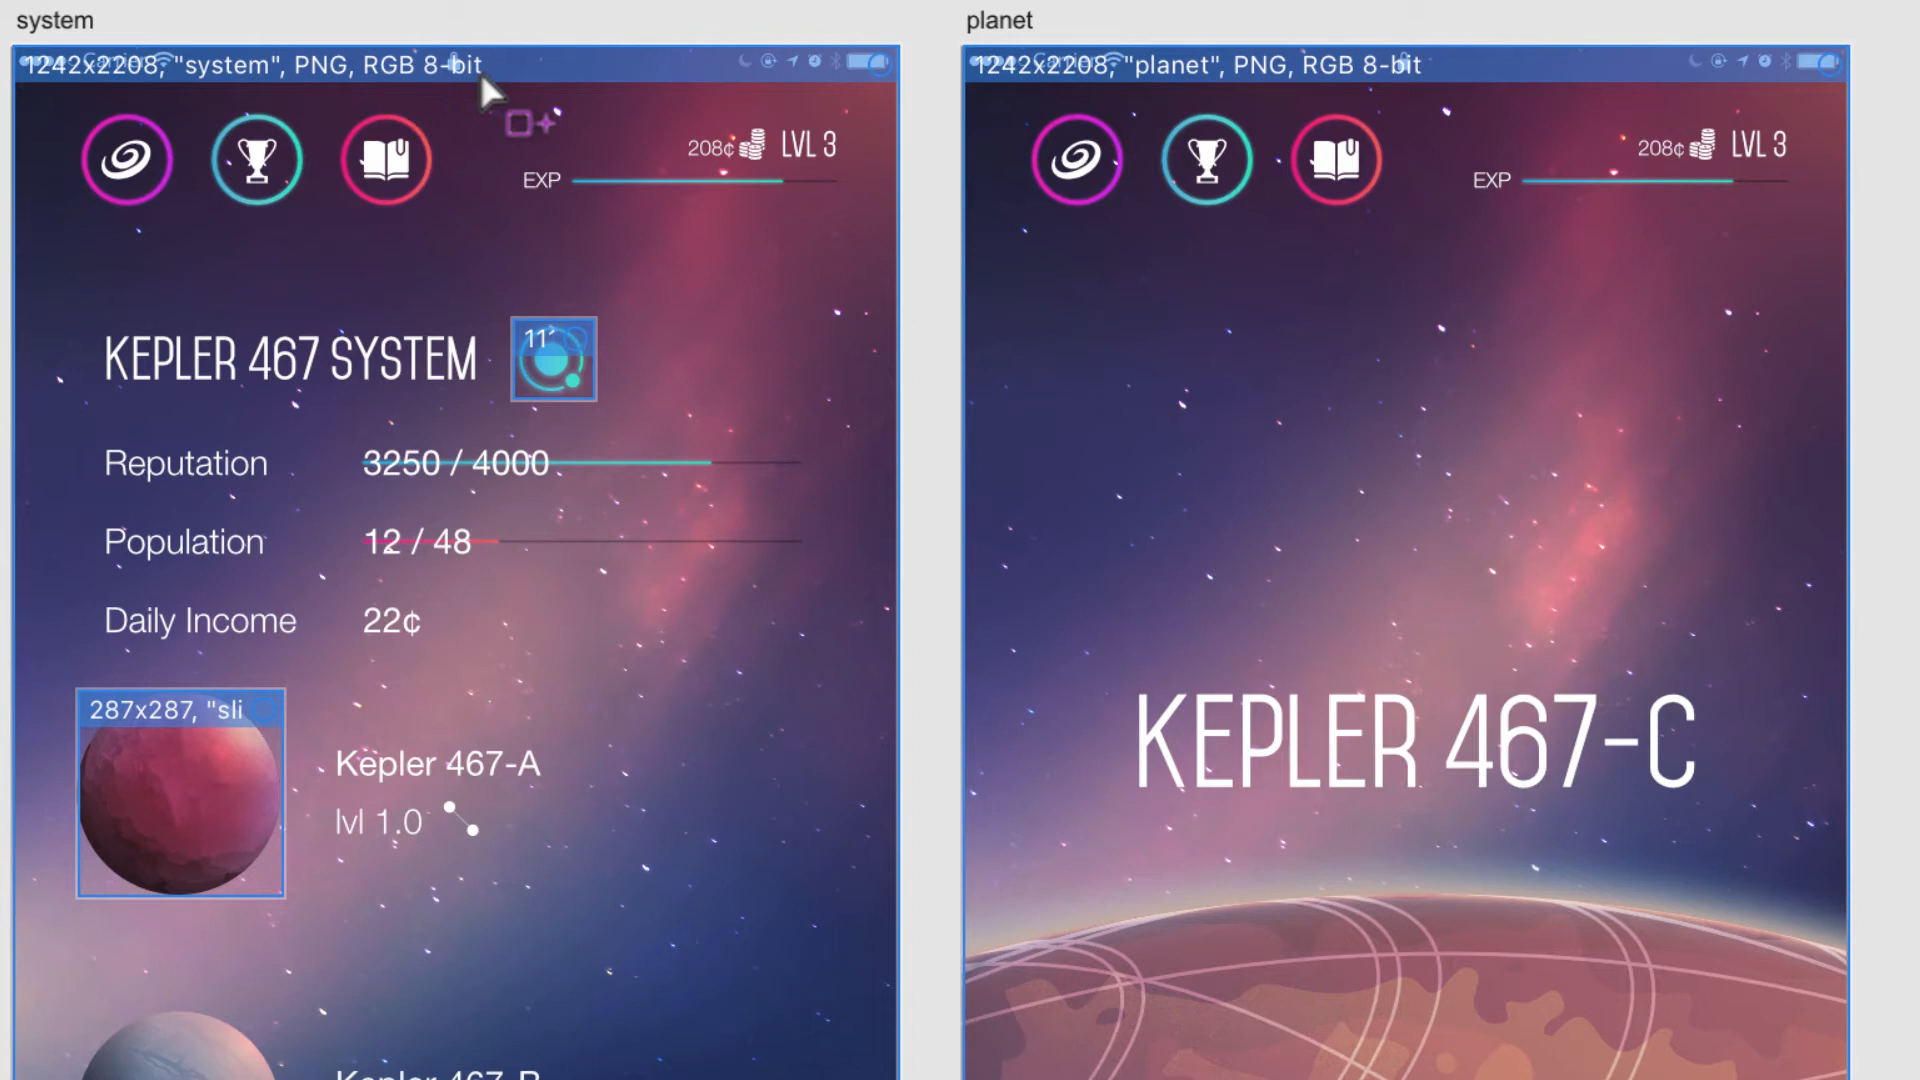 system
1242x2208, "system", PNG, RGB 8-bit
208¢ LVL 3
EXP
KEPLER 467 SYSTEM
Reputation 3250 / 4000
Population 12 / 48
Daily Income 22¢
287x287, "sli
Kepler 467-A
lvl 1.0
Kepler 467-B
planet
1242x2208, "planet", PNG, RGB 8-bit
208¢ LVL 3
EXP
KEPLER 467-C